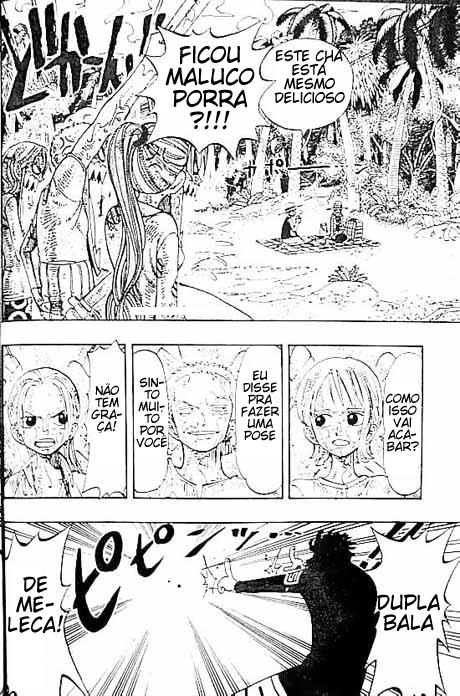 ESTE CHÁ
ESTÁ
MESMO
DELICIOSO
FICOU
MALUCO
PORRA
?!!!
COMO
ISSO
VAI
ACA-
BAR?
EU
DISSE
PRA
FAZER
UMA
POSE
SIN-
TO
MUI-
TO
POR
VOCÊ
NÃO
TEM
GRA-
ÇA!
DUPLA
BALA
DE
ME-
LECA!